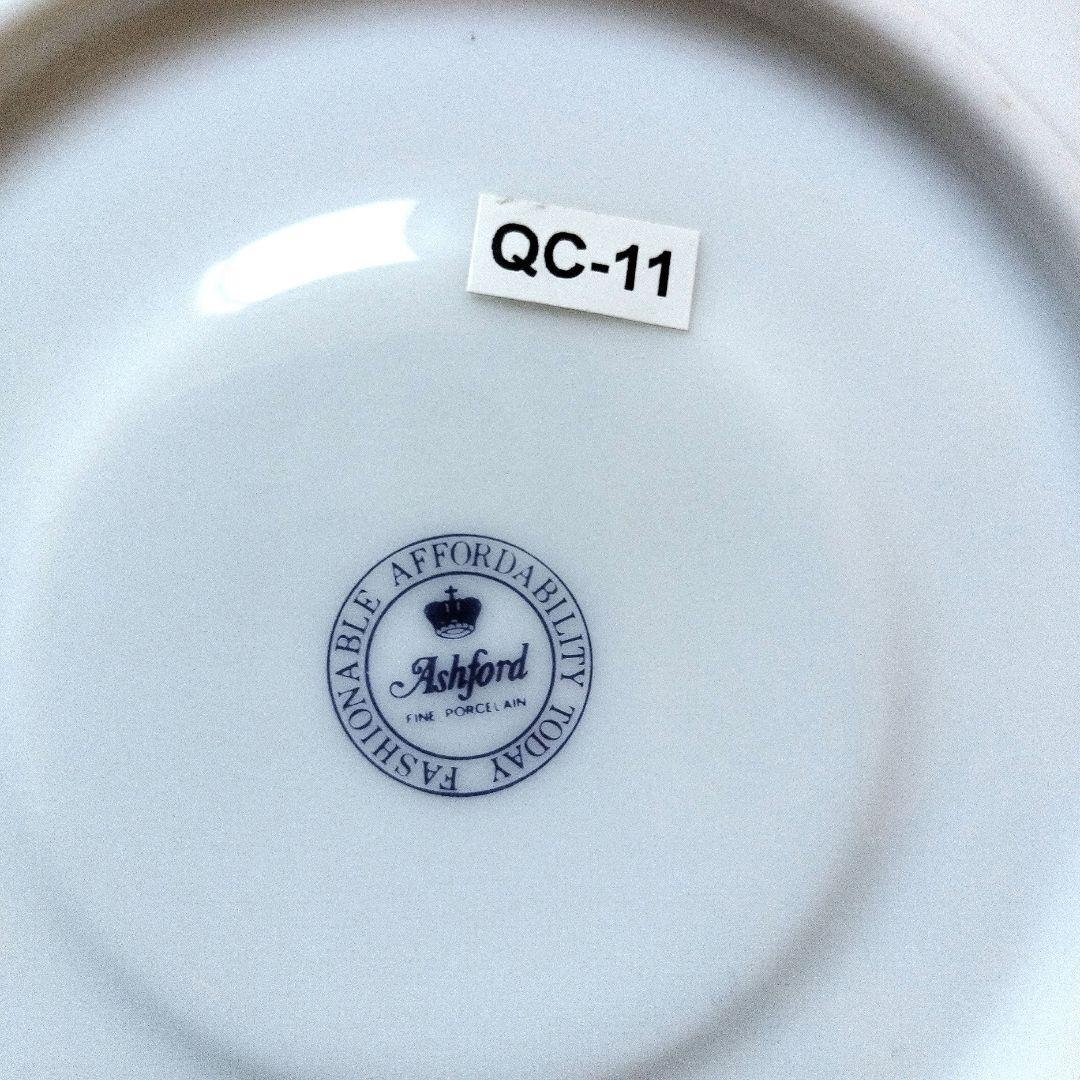 QC-11
FASHIONABLE AFFORDABILITY TODAY
Ashford
FINE PORCELAIN